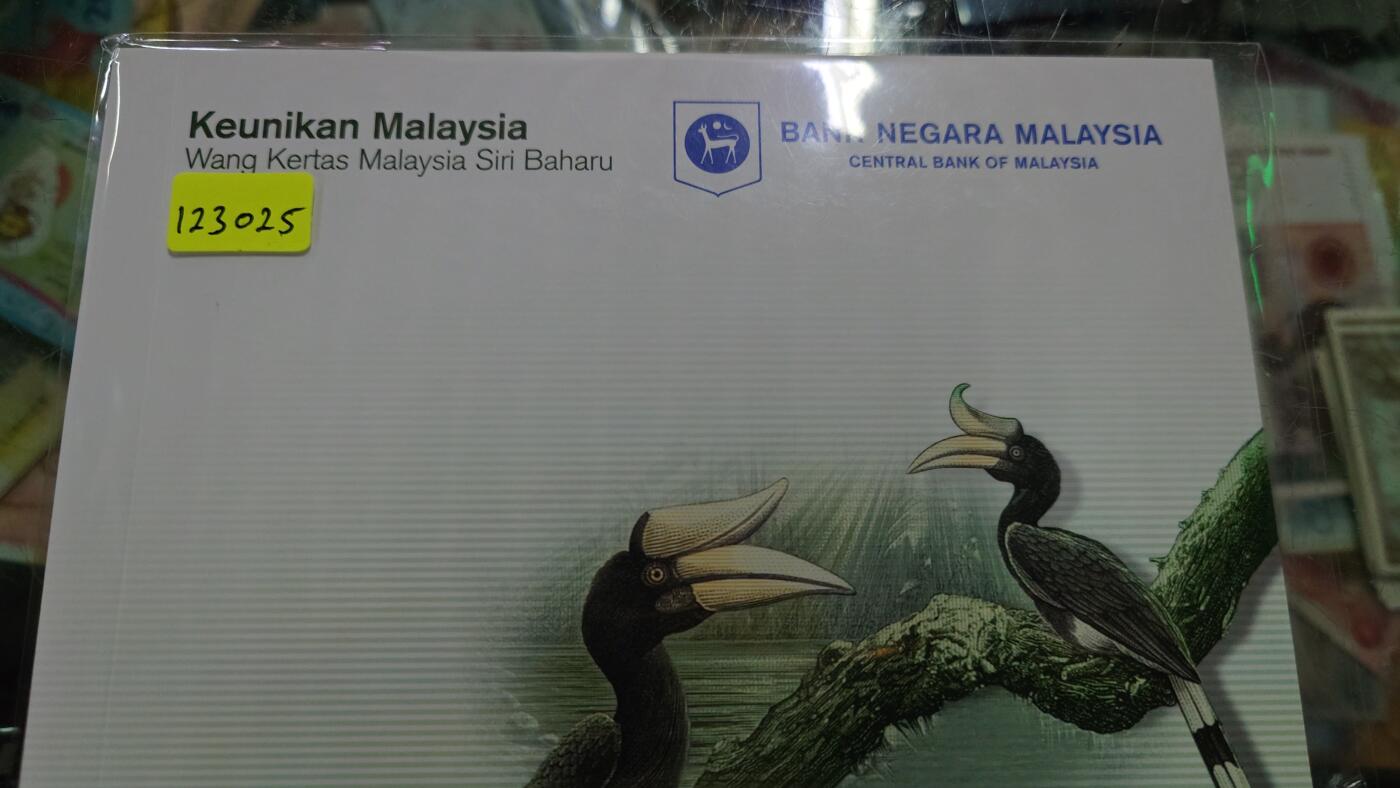 Keunikan Malaysia
Wang Kertas Malaysia Siri Baharu
123025
BANK NEGARA MALAYSIA
CENTRAL BANK OF MALAYSIA